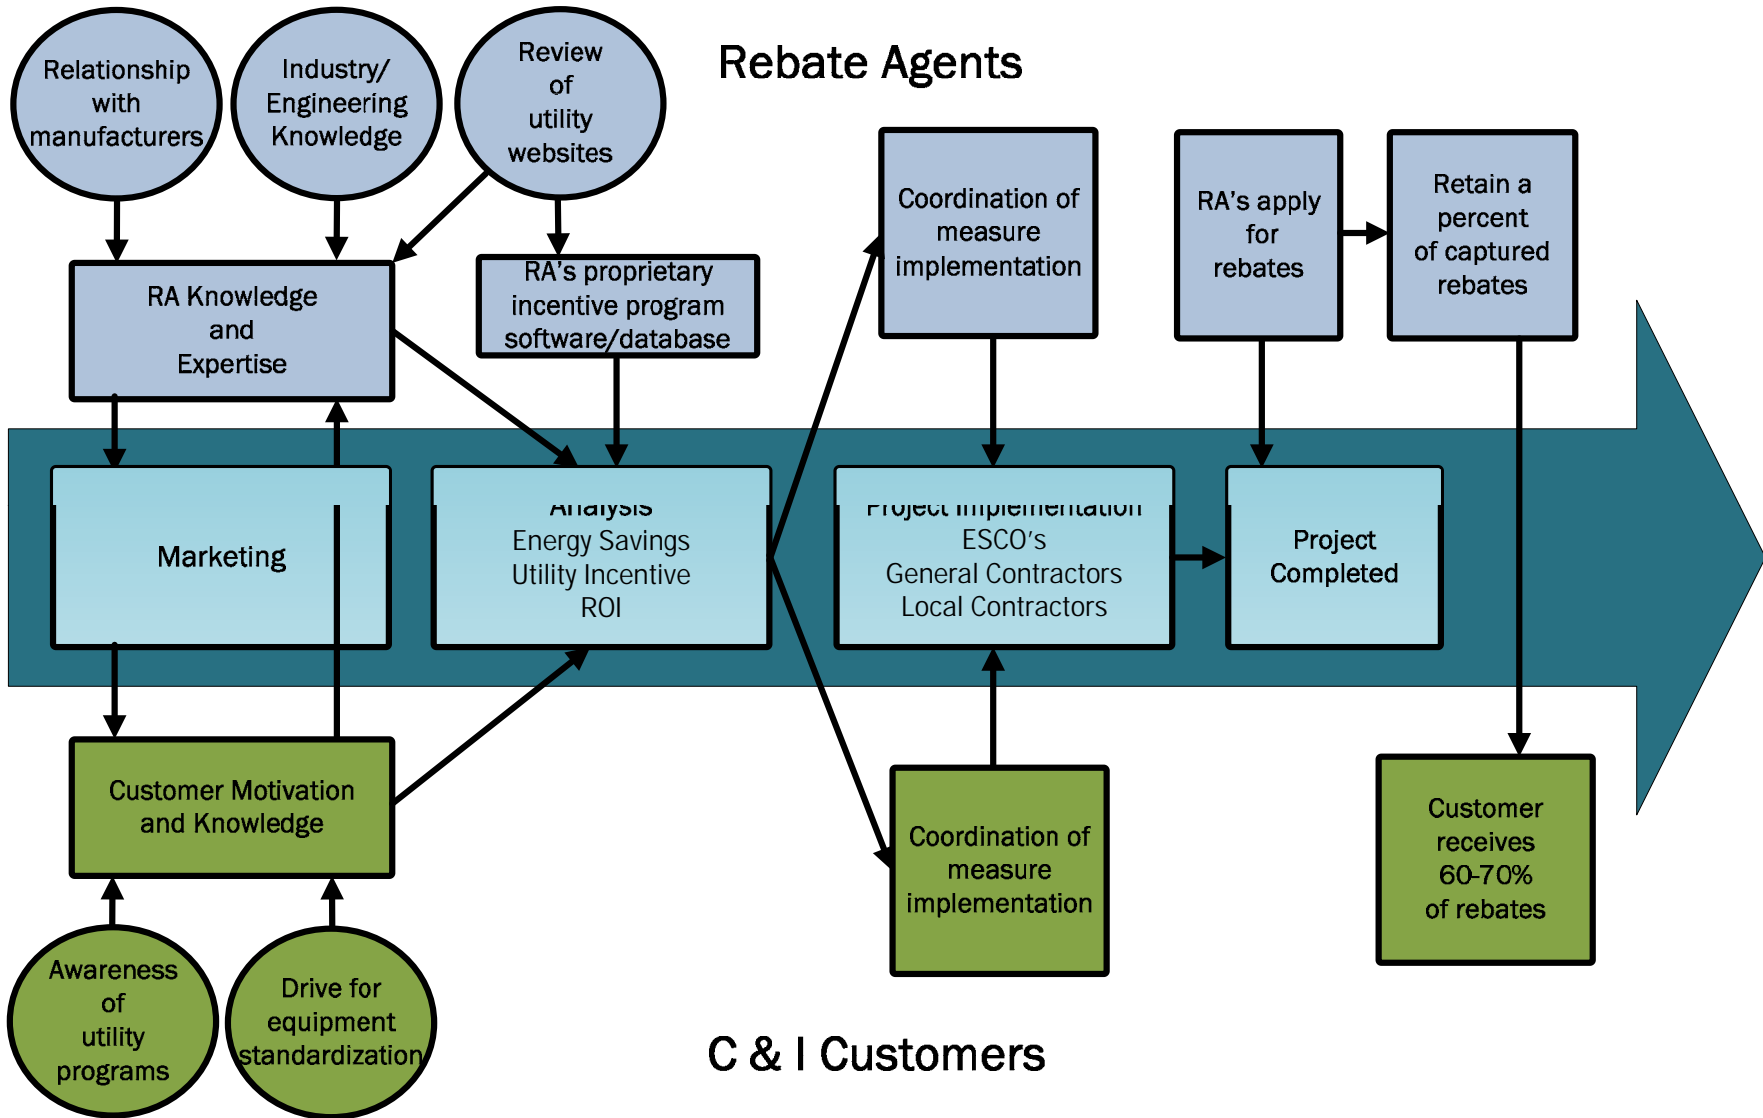 Rebate Agents
Relationship
with
manufacturers
Industry/
Engineering
Knowledge
Review
of
utility
websites
RA Knowledge
and
Expertise
RA's proprietary
incentive program
software/database
Coordination of
measure
implementation
RA's apply
for
rebates
Retain a
percent
of captured
rebates
Marketing
Analysis
Energy Savings
Utility Incentive
ROI
Project Implementation
ESCO's
General Contractors
Local Contractors
Project
Completed
Customer Motivation
and Knowledge
Coordination of
measure
implementation
Customer
receives
60-70%
of rebates
Awareness
of
utility
programs
Drive for
equipment
standardization
C & I Customers